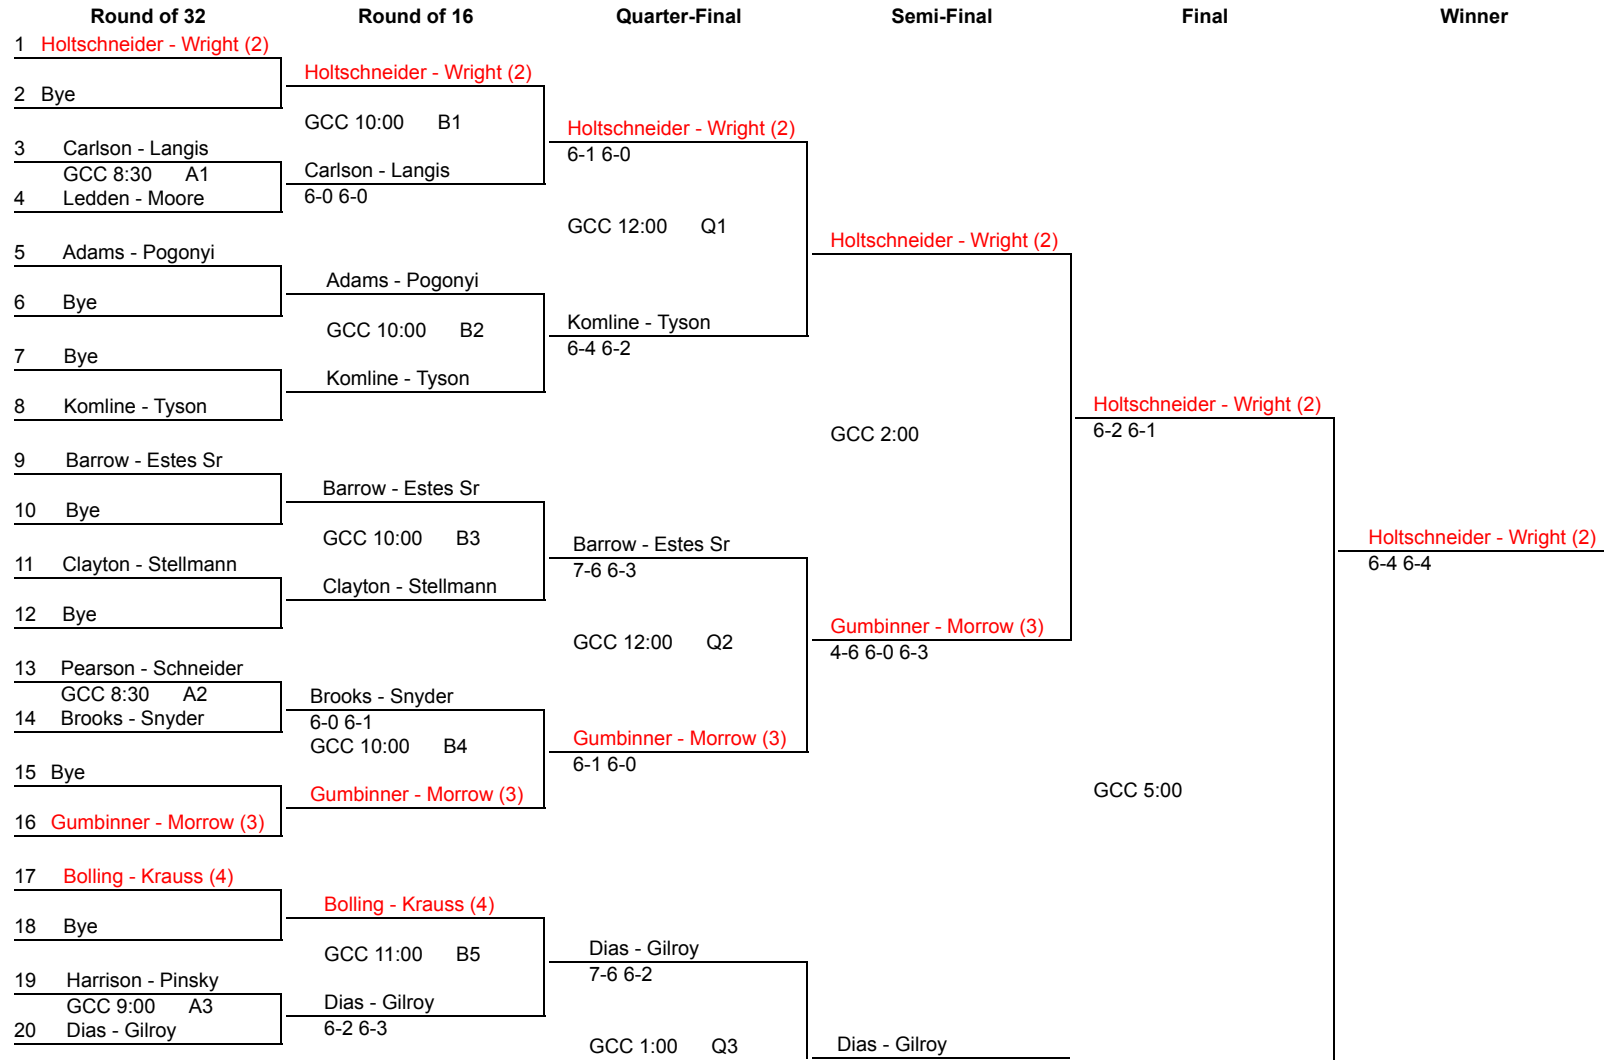 Round of 32
Round of 16
Quarter-Final
Semi-Final
Final
Winner
1 Holtschneider - Wright (2)
2 Bye
3 Carlson - Langis
GCC 8:30 A1
4 Ledden - Moore
5 Adams - Pogonyi
6 Bye
7 Bye
8 Komline - Tyson
9 Barrow - Estes Sr
10 Bye
11 Clayton - Stellmann
12 Bye
13 Pearson - Schneider
GCC 8:30 A2
14 Brooks - Snyder
15 Bye
16 Gumbinner - Morrow (3)
17 Bolling - Krauss (4)
18 Bye
19 Harrison - Pinsky
GCC 9:00 A3
20 Dias - Gilroy
Holtschneider - Wright (2)
GCC 10:00 B1
Carlson - Langis
6-0 6-0
Adams - Pogonyi
GCC 10:00 B2
Komline - Tyson
Barrow - Estes Sr
GCC 10:00 B3
Clayton - Stellmann
Brooks - Snyder
6-0 6-1
GCC 10:00 B4
Gumbinner - Morrow (3)
Bolling - Krauss (4)
GCC 11:00 B5
Dias - Gilroy
6-2 6-3
Holtschneider - Wright (2)
6-1 6-0
GCC 12:00 Q1
Komline - Tyson
6-4 6-2
Barrow - Estes Sr
7-6 6-3
GCC 12:00 Q2
Gumbinner - Morrow (3)
6-1 6-0
Dias - Gilroy
7-6 6-2
GCC 1:00 Q3
Holtschneider - Wright (2)
GCC 2:00
Gumbinner - Morrow (3)
4-6 6-0 6-3
Dias - Gilroy
Holtschneider - Wright (2)
6-2 6-1
GCC 5:00
Holtschneider - Wright (2)
6-4 6-4